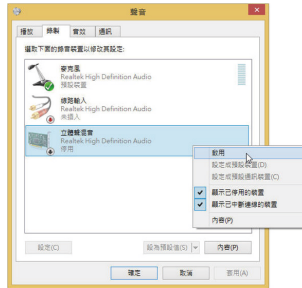 聲音
播放 錄製 音效 通訊
選取下面的錄音裝置以修改其設定:
麥克風
Realtek High Definition Audio
預設裝置
線路輸入
Realtek High Definition Audio
未插入
立體聲混音
Realtek High Definition Audio
停用
啟用
設定成預設裝置(D)
設定成預設通訊裝置(C)
顯示已停用的裝置
顯示已中斷連線的裝置
內容(P)
設定(C) 設為預設值(S) 內容(P)
確定 取消 套用(A)